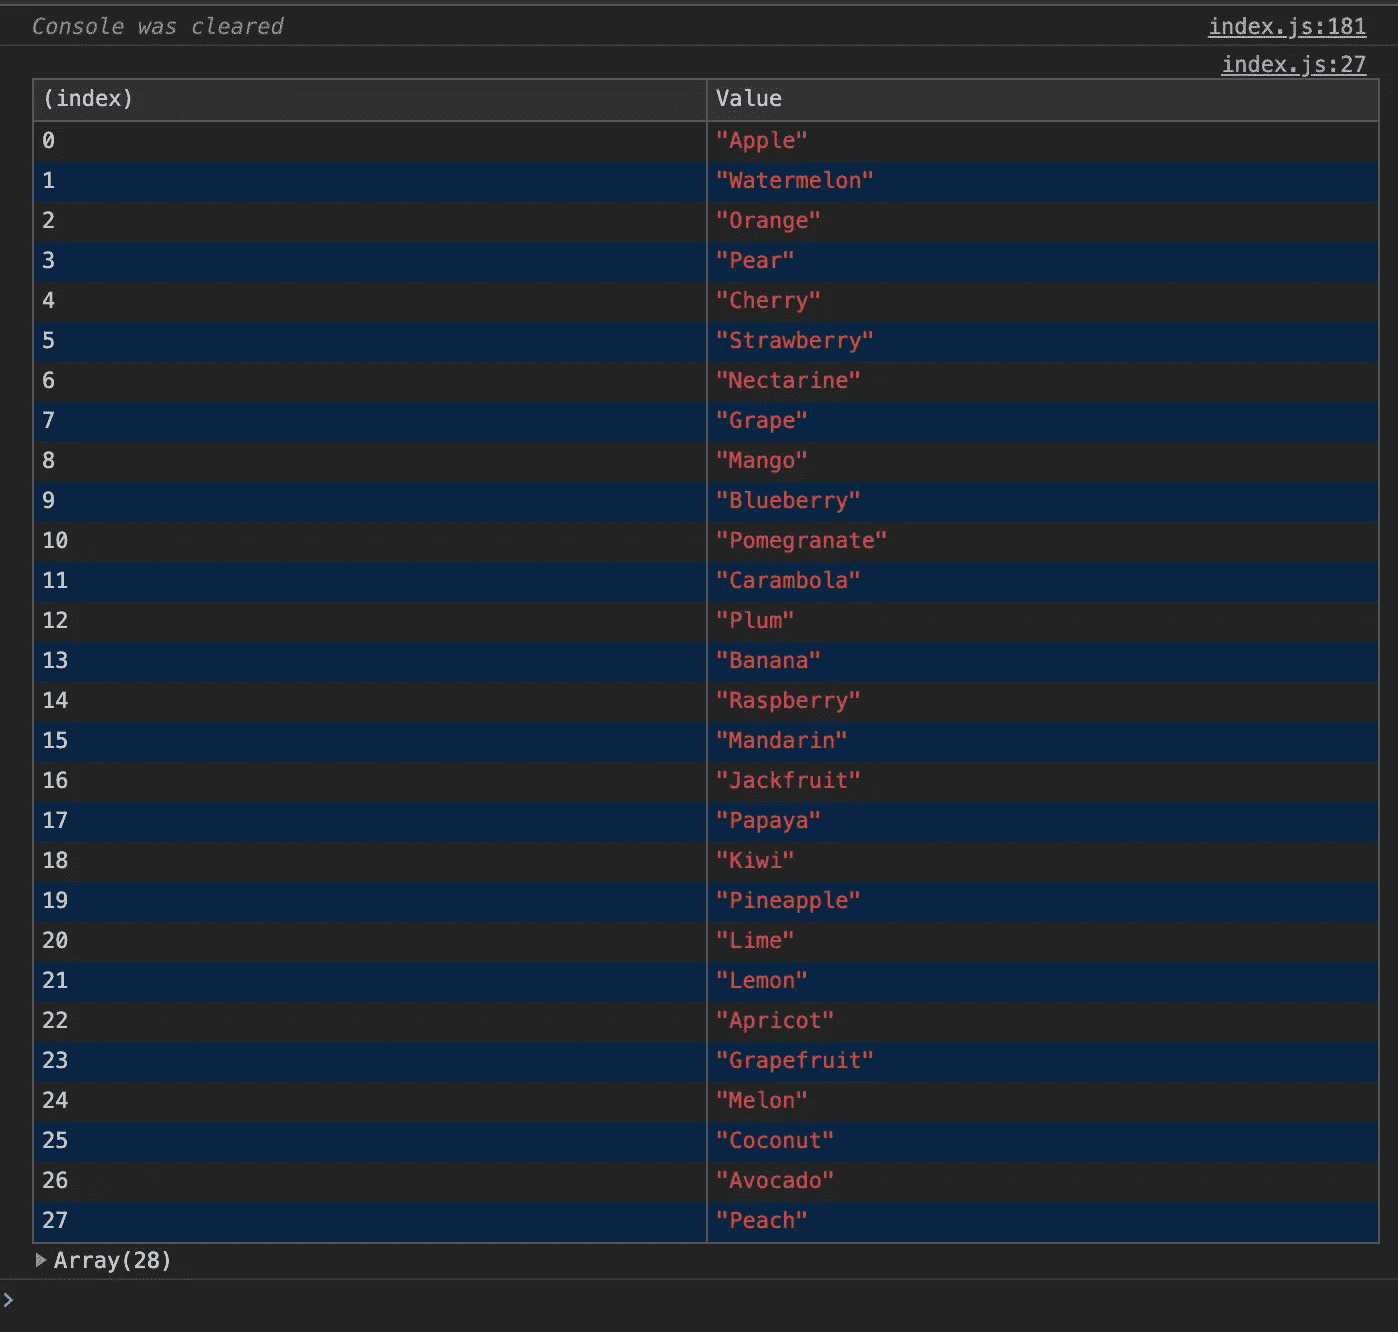 Console was cleared index.js:181
index.js:27
(index) Value
0 "Apple"
1 "Watermelon"
2 "Orange"
3 "Pear"
4 "Cherry"
5 "Strawberry"
6 "Nectarine"
7 "Grape"
8 "Mango"
9 "Blueberry"
10 "Pomegranate"
11 "Carambola"
12 "Plum"
13 "Banana"
14 "Raspberry"
15 "Mandarin"
16 "Jackfruit"
17 "Papaya"
18 "Kiwi"
19 "Pineapple"
20 "Lime"
21 "Lemon"
22 "Apricot"
23 "Grapefruit"
24 "Melon"
25 "Coconut"
26 "Avocado"
27 "Peach"
▶ Array(28)
>